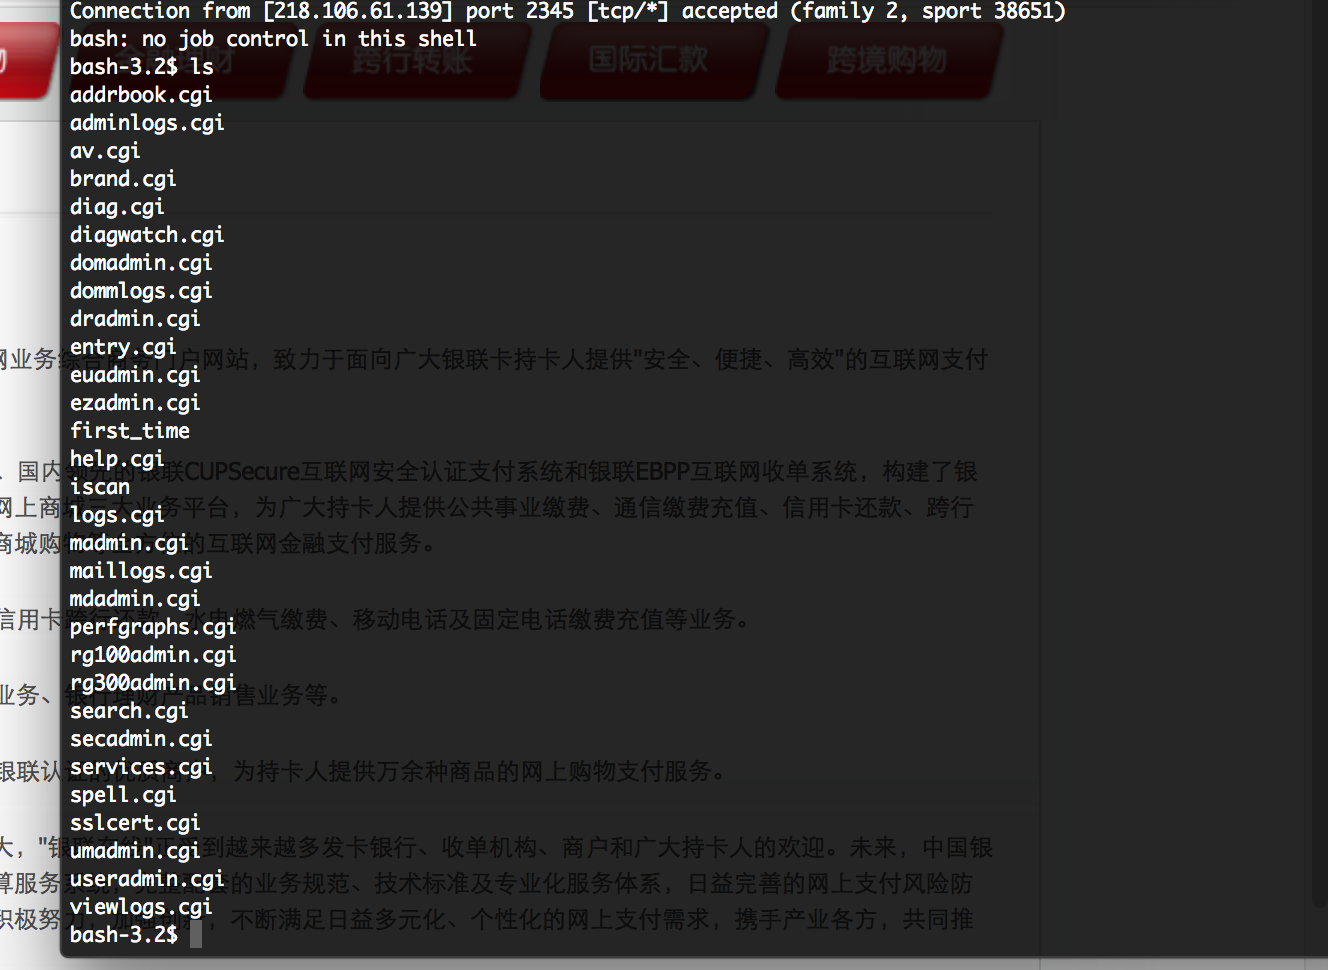 Connection from [218.106.61.139] port 2345 [tcp/*] accepted (family 2, sport 38651)
bash: no job control in this shell
跨行转账 国际汇款 跨境购物
bash-3.2$ ls
addrbook.cgi
adminlogs.cgi
av.cgi
brand.cgi
diag.cgi
diagwatch.cgi
domadmin.cgi
dommlogs.cgi
dradmin.cgi
entry.cgi
网站，致力于面向广大银联卡持卡人提供"安全、便捷、高效"的互联网支付
euadmin.cgi
ezadmin.cgi
first_time
help.cgi
、国内 银联CUPSecure互联网安全认证支付系统和银联EBPP互联网收单系统，构建了银
iscan
logs.cgi
网上商 业务平台，为广大持卡人提供公共事业缴费、通信缴费充值、信用卡还款、跨行
madmin.cgi
商城购 的互联网金融支付服务。
maillogs.cgi
mdadmin.cgi
信用卡 燃气缴费、移动电话及固定电话缴费充值等业务。
perfgraphs.cgi
rg100admin.cgi
rg300admin.cgi
业务、 销售业务等。
search.cgi
secadmin.cgi
services.cgi
银联认 ，为持卡人提供万余种商品的网上购物支付服务。
spell.cgi
sslcert.cgi
umadmin.cgi
大，"银 到越来越多发卡银行、收单机构、商户和广大持卡人的欢迎。未来，中国银
useradmin.cgi
算服务 的业务规范、技术标准及专业化服务体系，日益完善的网上支付风险防
viewlogs.cgi
积极努力， ，不断满足日益多元化、个性化的网上支付需求，携手产业各方，共同推
bash-3.2$